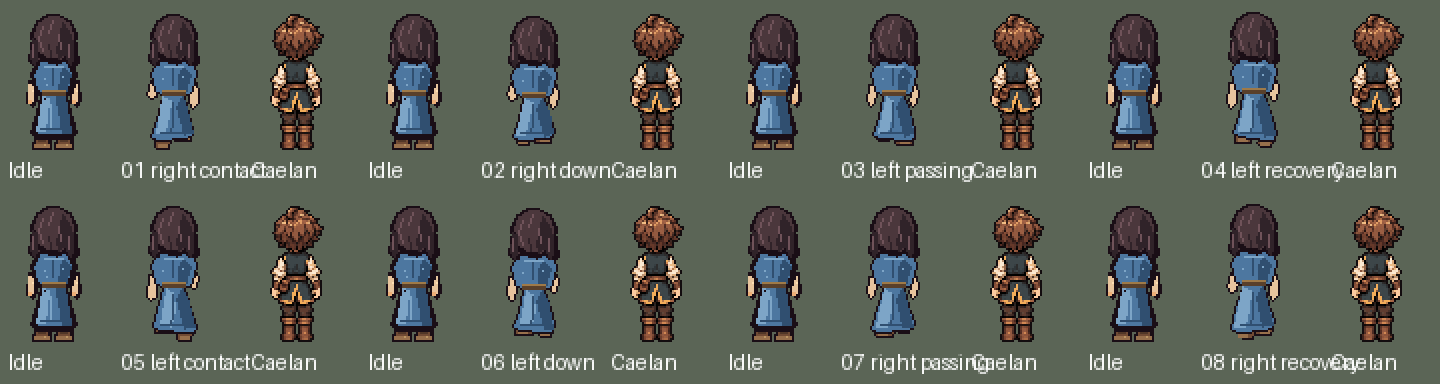 Idle 01 right contact Caelan Idle 02 right down Caelan Idle 03 left passing Caelan Idle 04 left recovery Caelan
Idle 05 left contact Caelan Idle 06 left down Caelan Idle 07 right passing Caelan Idle 08 right recovery Caelan